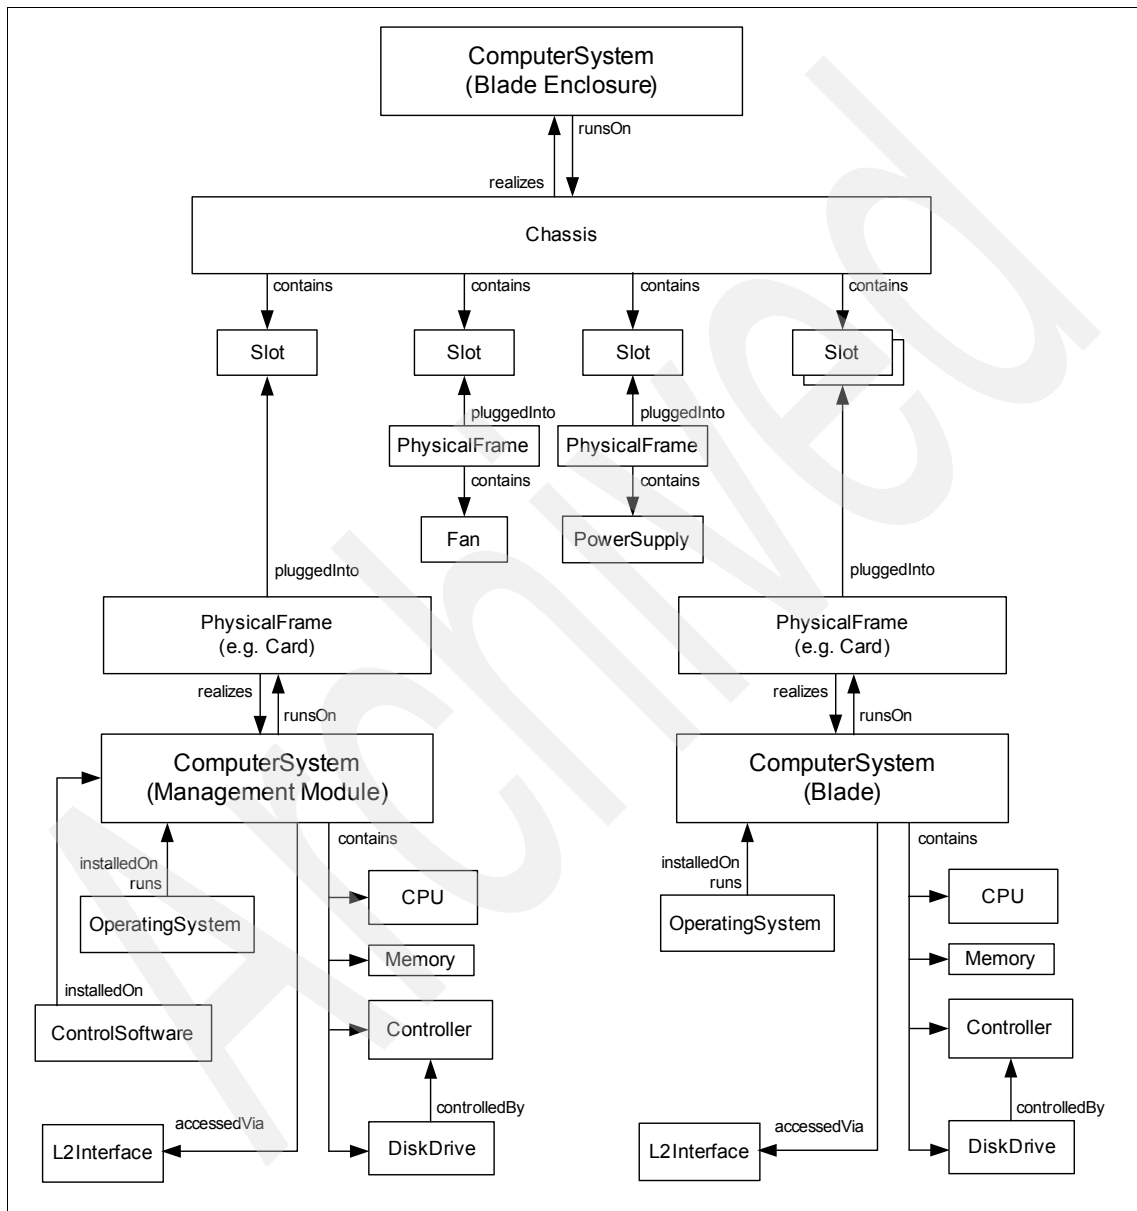 ComputerSystem
(Blade Enclosure)
runsOn
realizes
Chassis
contains
contains
contains
contains
Slot
Slot
Slot
Slot
pluggedInto
pluggedInto
PhysicalFrame
PhysicalFrame
contains
contains
Fan
PowerSupply
pluggedInto
pluggedInto
PhysicalFrame
(e.g. Card)
PhysicalFrame
(e.g. Card)
realizes
runsOn
realizes
runsOn
ComputerSystem
(Management Module)
ComputerSystem
(Blade)
contains
contains
installedOn
runs
installedOn
runs
CPU
CPU
OperatingSystem
OperatingSystem
Memory
Memory
installedOn
ControlSoftware
Controller
Controller
controlledBy
controlledBy
accessedVia
accessedVia
L2Interface
DiskDrive
L2Interface
DiskDrive
Archived